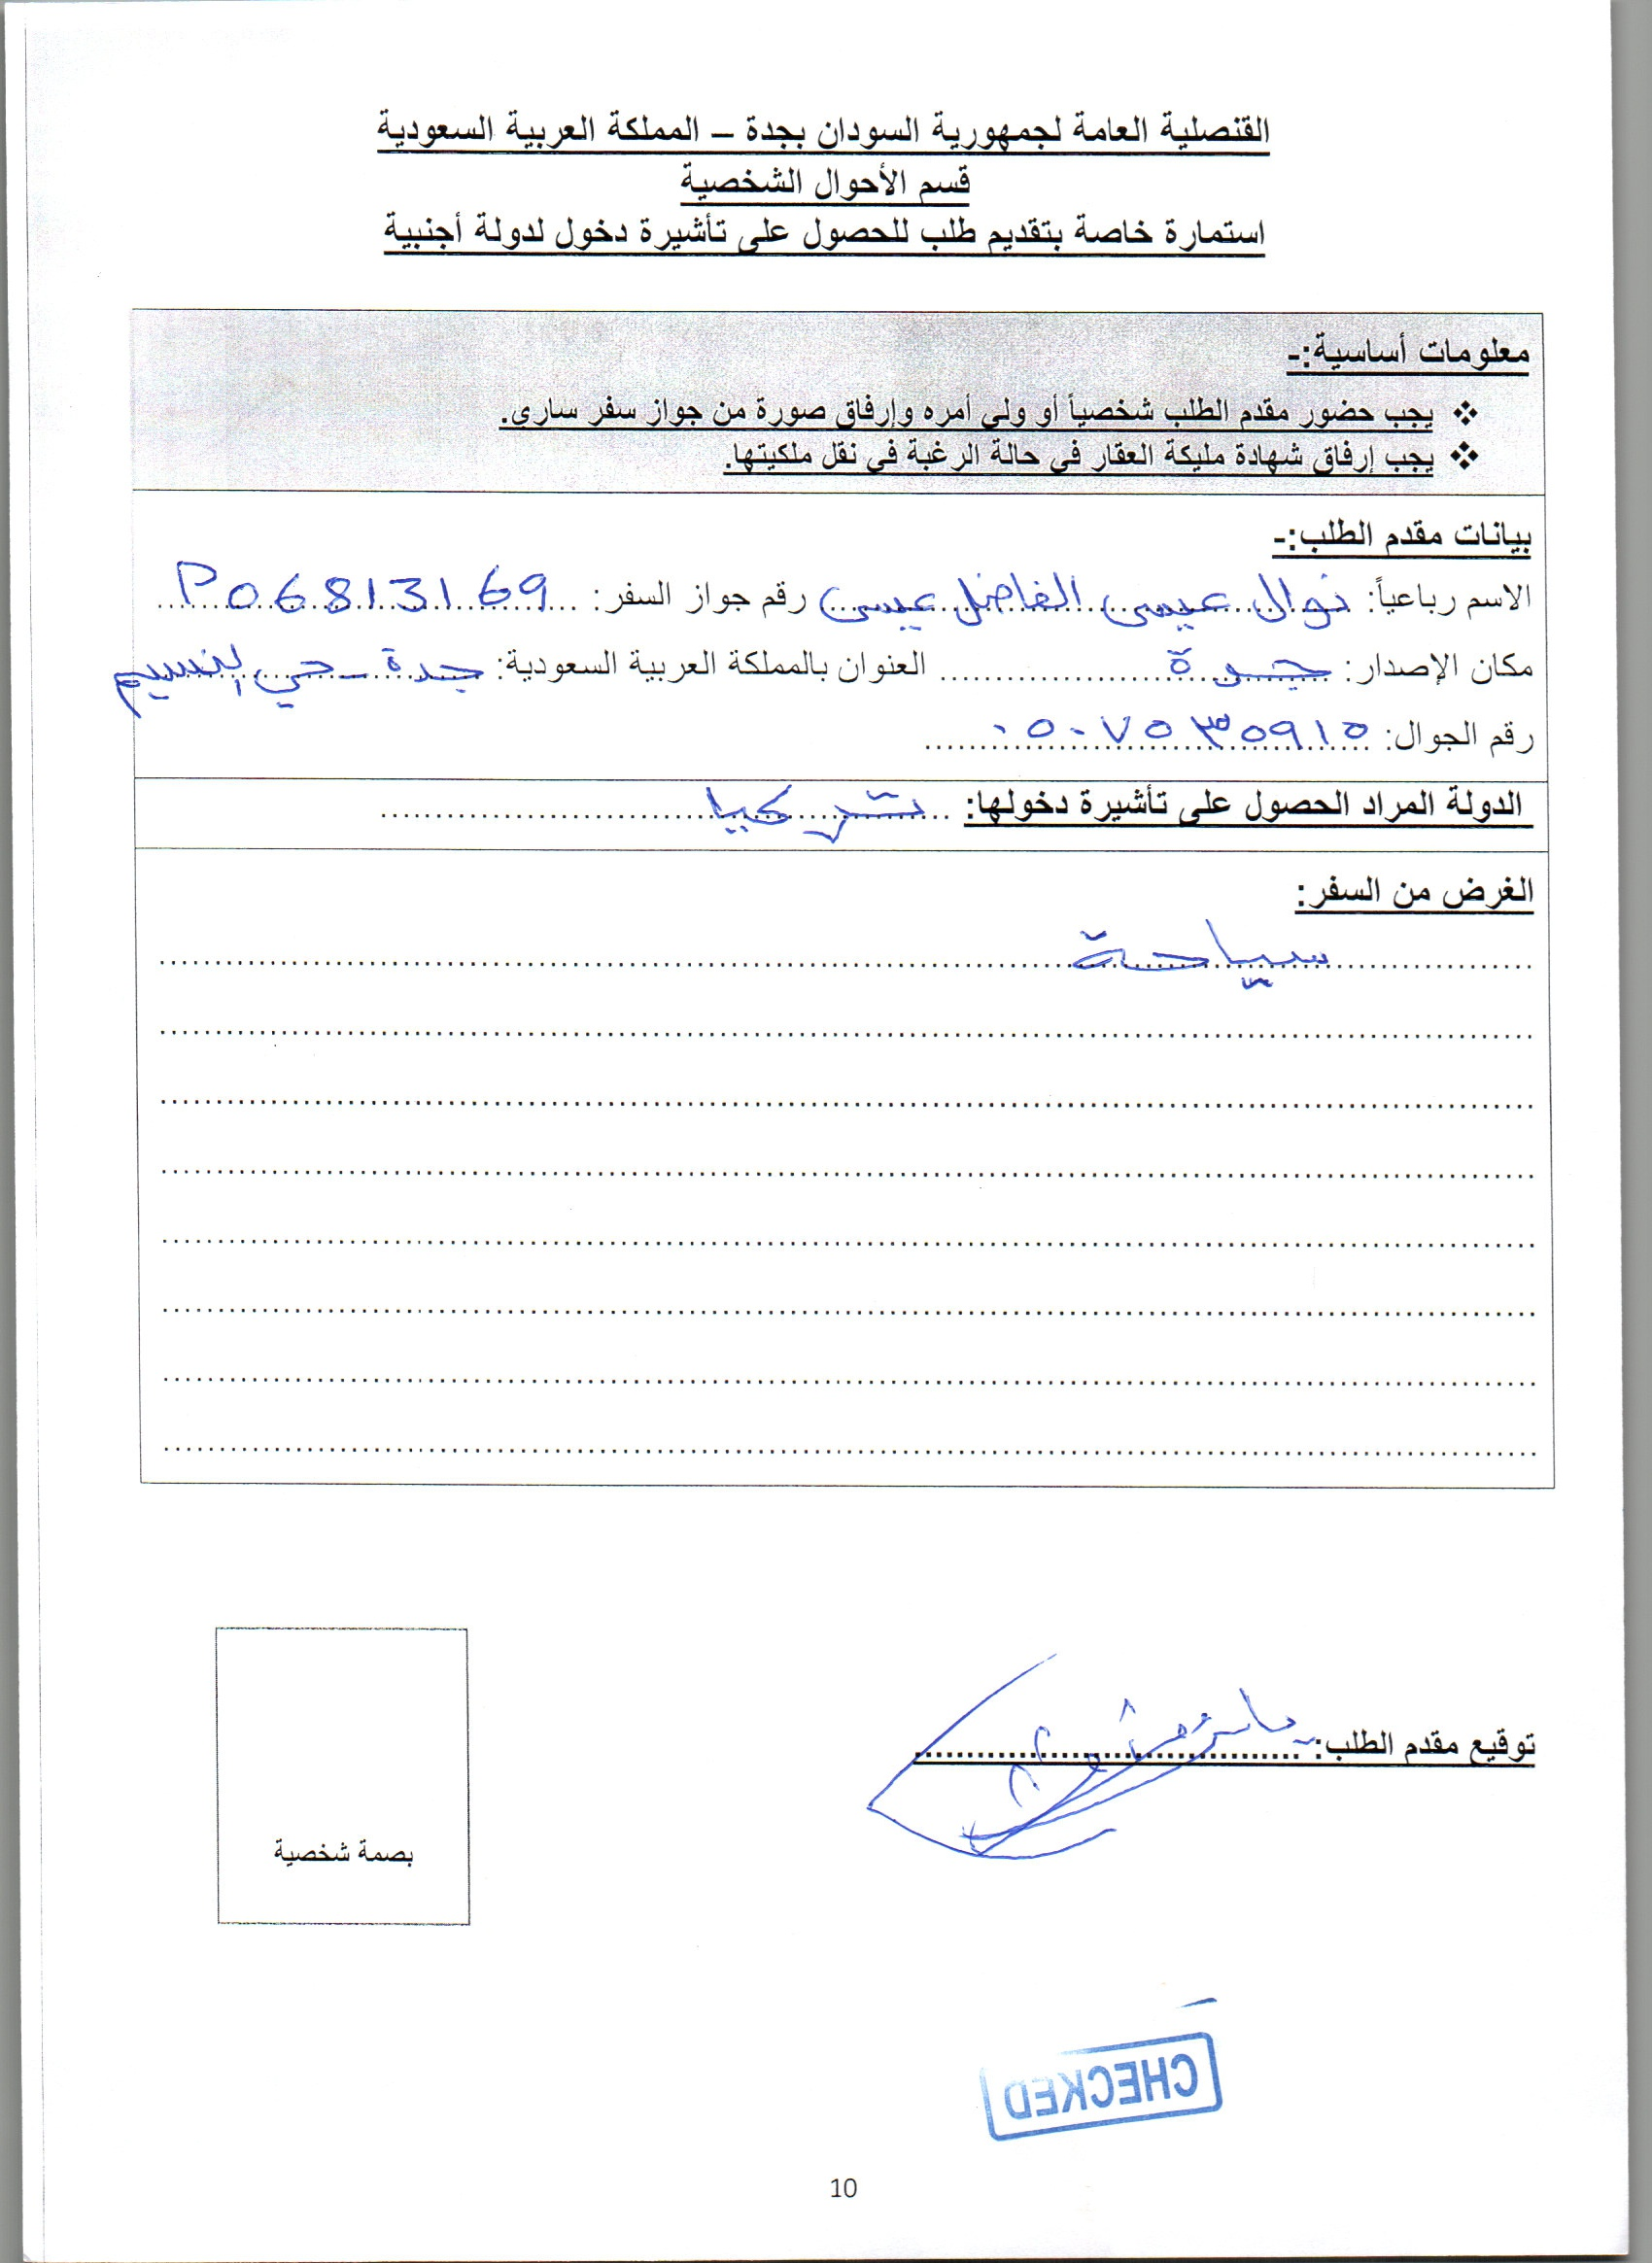 القنصلية العامة لجمهورية السودان بجدة – المملكة العربية السعودية
قسم الأحوال الشخصية
استمارة خاصة بتقديم طلب للحصول على تأشيرة دخول لدولة أجنبية
معلومات أساسية:-
❖ يجب حضور مقدم الطلب شخصياً أو ولى أمره وإرفاق صورة من جواز سفر سارى.
❖ يجب إرفاق شهادة مليكة العقار فى حالة الرغبة فى نقل ملكيتها.
بيانات مقدم الطلب:-
الاسم رباعياً: نوال عيسى الفاضل عيسى رقم جواز السفر: P06813169
مكان الإصدار: جدة العنوان بالمملكة العربية السعودية: جدة - حي النسيم
رقم الجوال: ٠٥٠٧٥٣٥٩١٥
الدولة المراد الحصول على تأشيرة دخولها: تركيا
الغرض من السفر:
سياحة
توقيع مقدم الطلب:
بصمة شخصية
CHECKED
10